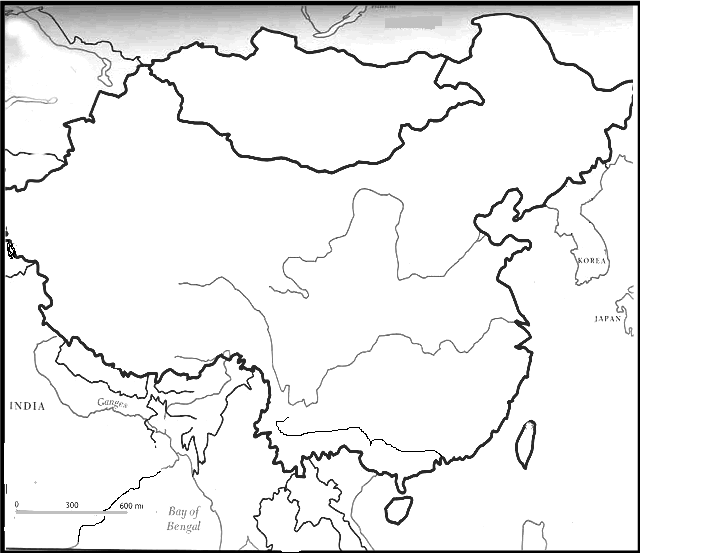 KOREA
JAPAN
INDIA
Ganges
0 300 600 mi
Bay of
Bengal